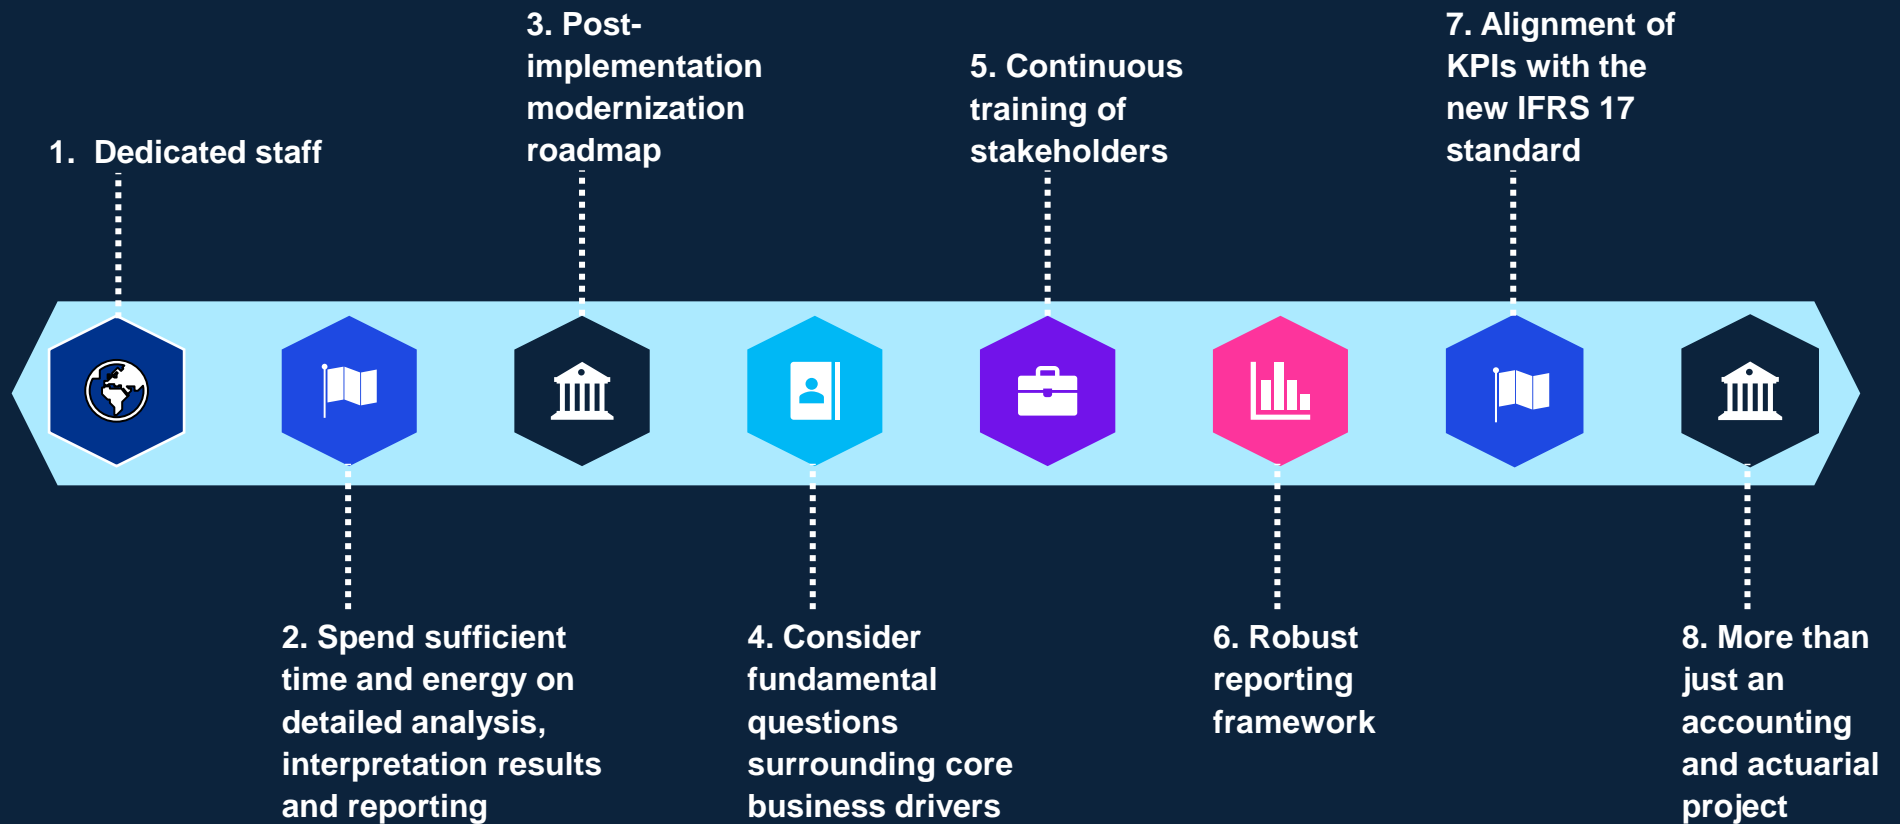 1. Dedicated staff
2. Spend sufficient
time and energy on
detailed analysis,
interpretation results
and reporting
3. Post-
implementation
modernization
roadmap
4. Consider
fundamental
questions
surrounding core
business drivers
5. Continuous
training of
stakeholders
6. Robust
reporting
framework
7. Alignment of
KPIs with the
new IFRS 17
standard
8. More than
just an
accounting
and actuarial
project